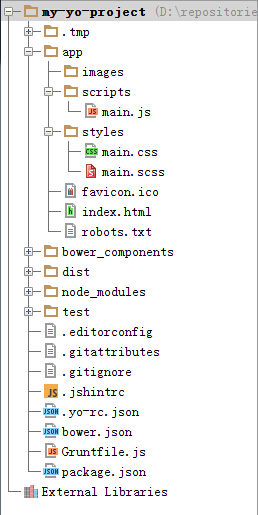 my-yo-project (D:\repositorie
.tmp
app
images
scripts
main.js
styles
main.css
main.scss
favicon.ico
index.html
robots.txt
bower_components
dist
node_modules
test
.editorconfig
.gitattributes
.gitignore
.jshintrc
.yo-rc.json
bower.json
Gruntfile.js
package.json
External Libraries